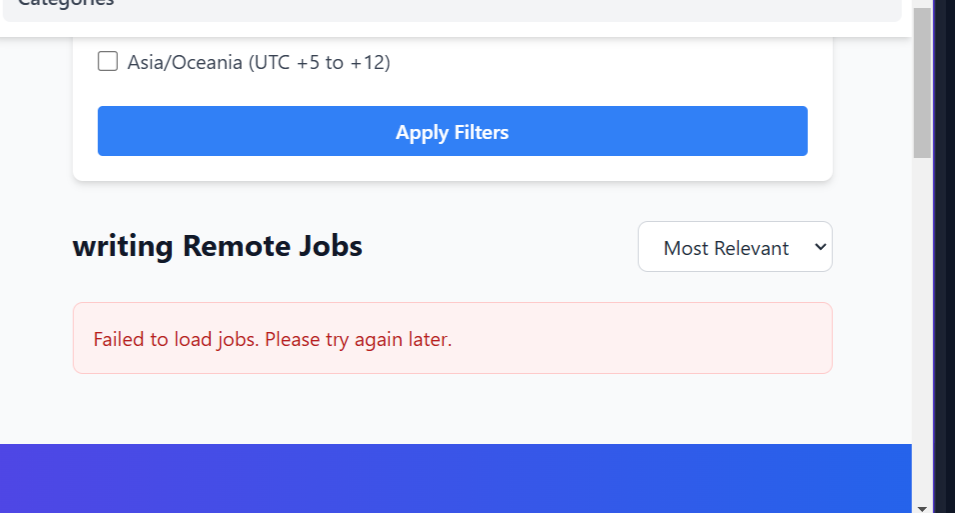 Categories
Asia/Oceania (UTC +5 to +12)
Apply Filters
writing Remote Jobs
Most Relevant
Failed to load jobs. Please try again later.